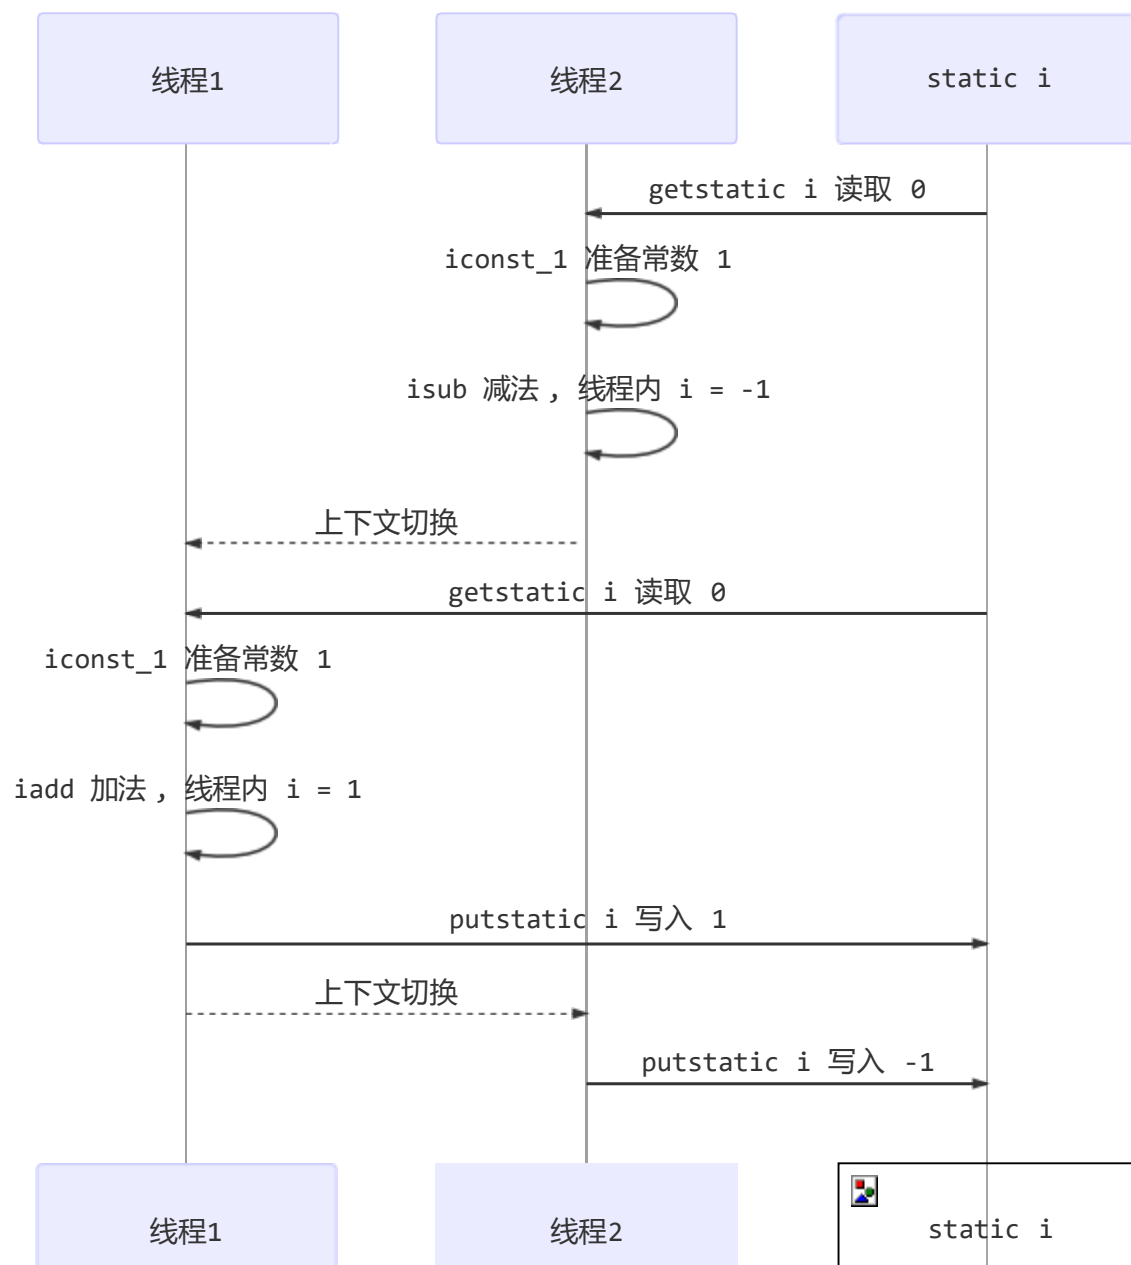 线程1
线程2
static i
getstatic i 读取 0
iconst_1 准备常数 1
isub 减法，线程内 i = -1
上下文切换
getstatic i 读取 0
iconst_1 准备常数 1
iadd 加法，线程内 i = 1
putstatic i 写入 1
上下文切换
putstatic i 写入 -1
线程1
线程2
static i